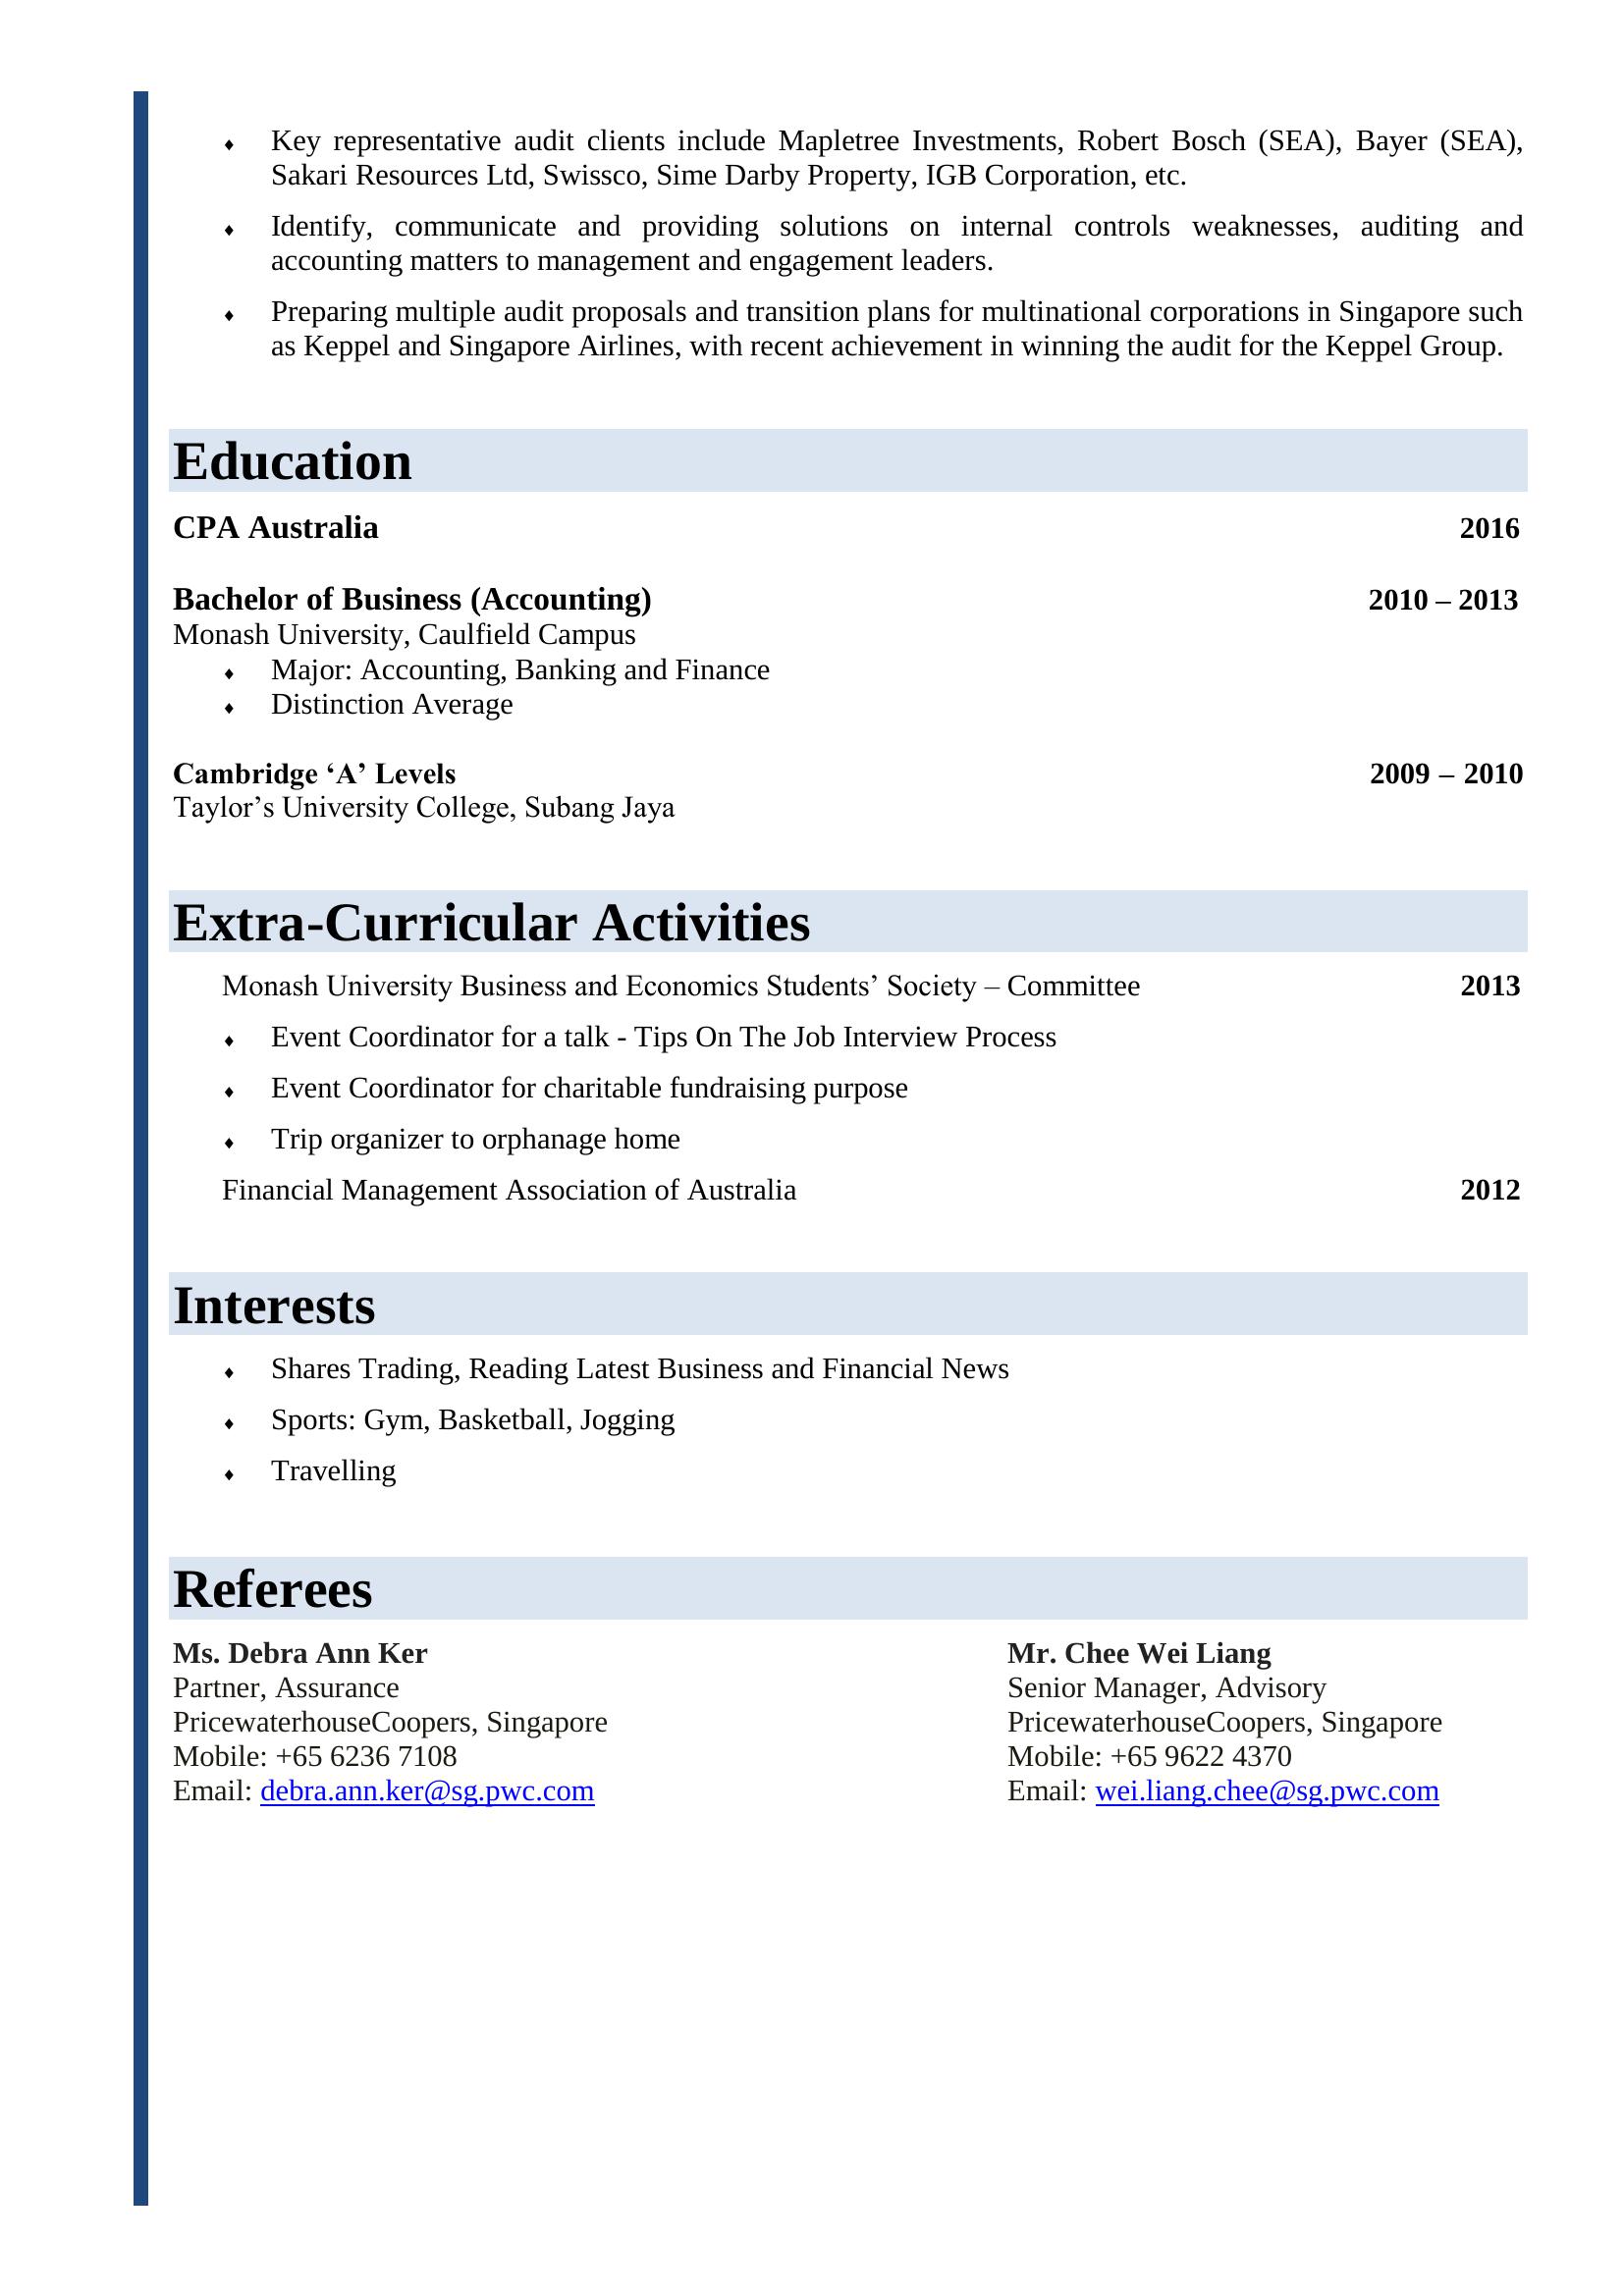 Key representative audit clients include Mapletree Investments, Robert Bosch (SEA), Bayer (SEA),
Sakari Resources Ltd, Swissco, Sime Darby Property, IGB Corporation, etc.
Identify, communicate and providing solutions on internal controls weaknesses, auditing and
accounting matters to management and engagement leaders.
Preparing multiple audit proposals and transition plans for multinational corporations in Singapore such
as Keppel and Singapore Airlines, with recent achievement in winning the audit for the Keppel Group.
Education
CPA Australia 2016
Bachelor of Business (Accounting) 2010 – 2013
Monash University, Caulfield Campus
Major: Accounting, Banking and Finance
Distinction Average
Cambridge ‘A’ Levels 2009 – 2010
Taylor’s University College, Subang Jaya
Extra-Curricular Activities
Monash University Business and Economics Students’ Society – Committee 2013
Event Coordinator for a talk - Tips On The Job Interview Process
Event Coordinator for charitable fundraising purpose
Trip organizer to orphanage home
Financial Management Association of Australia 2012
Interests
Shares Trading, Reading Latest Business and Financial News
Sports: Gym, Basketball, Jogging
Travelling
Referees
Ms. Debra Ann Ker
Partner, Assurance
PricewaterhouseCoopers, Singapore
Mobile: +65 6236 7108
Email: debra.ann.ker@sg.pwc.com
Mr. Chee Wei Liang
Senior Manager, Advisory
PricewaterhouseCoopers, Singapore
Mobile: +65 9622 4370
Email: wei.liang.chee@sg.pwc.com